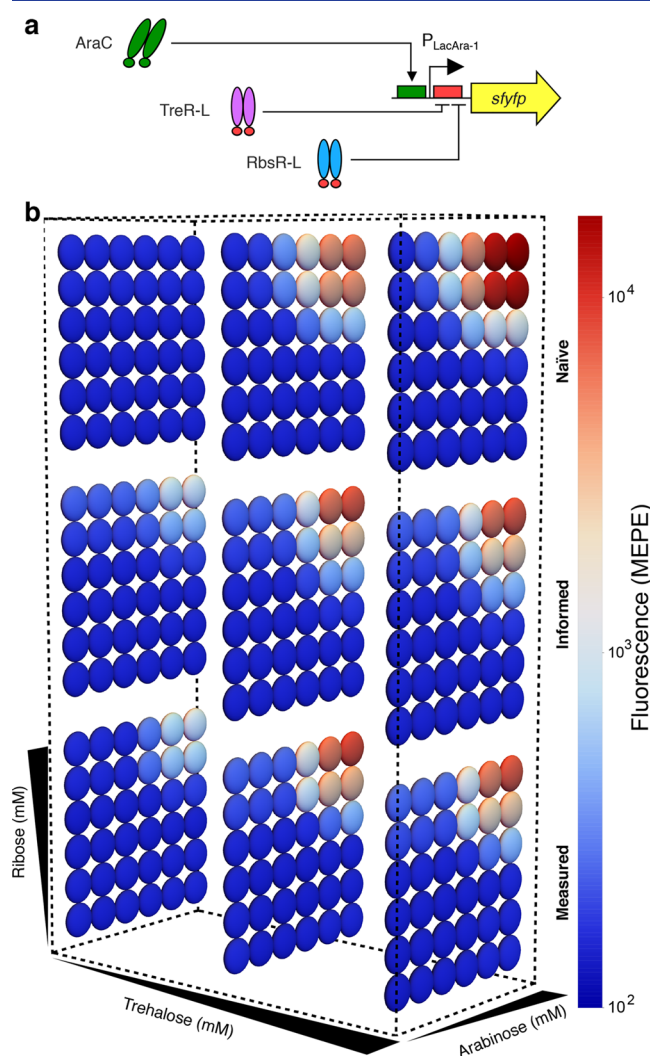 a
AraC
P LacAra-1
TreR-L
sfyfp
RbsR-L
b
Naïve
Informed
Measured
10^4
10^3
10^2
Fluorescence (MEPE)
Ribose (mM)
Trehalose (mM)
Arabinose (mM)